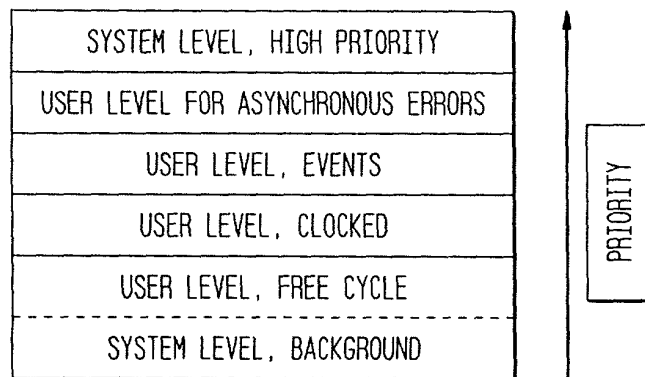 SYSTEM LEVEL, HIGH PRIORITY
USER LEVEL FOR ASYNCHRONOUS ERRORS
USER LEVEL, EVENTS
USER LEVEL, CLOCKED
USER LEVEL, FREE CYCLE
SYSTEM LEVEL, BACKGROUND
PRIORITY